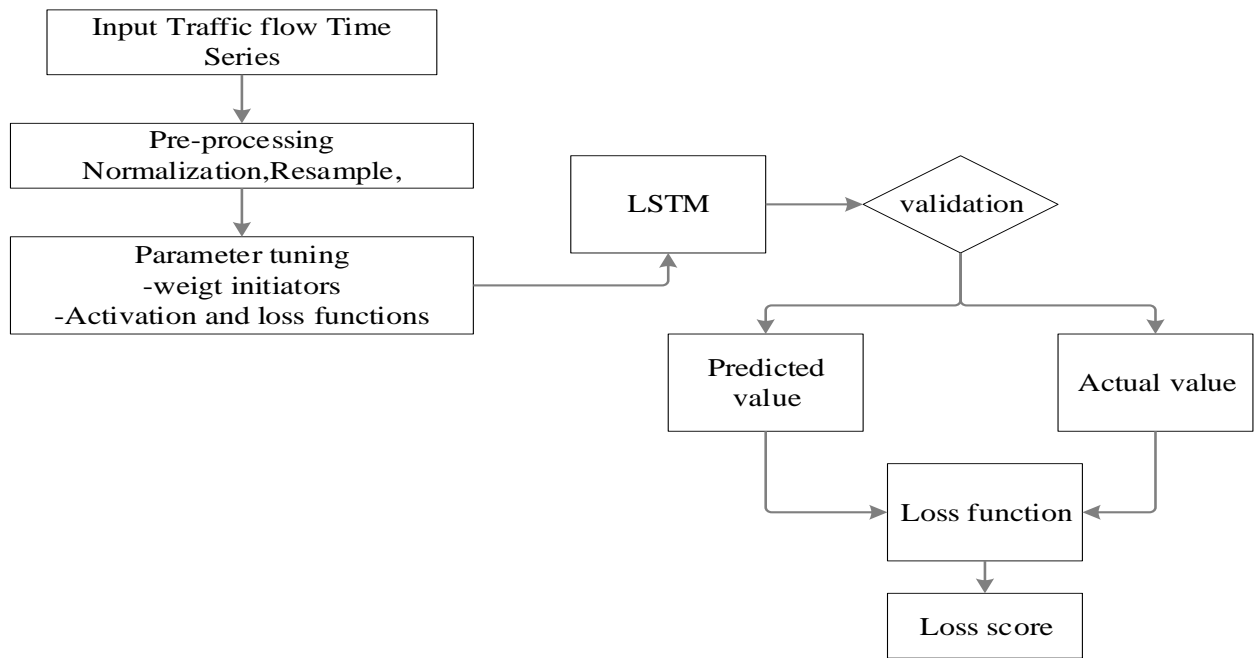 Input Traffic flow Time
Series
Pre-processing
Normalization,Resample,
Parameter tuning
-weigt initiators
-Activation and loss functions
LSTM
validation
Predicted
value
Actual value
Loss function
Loss score